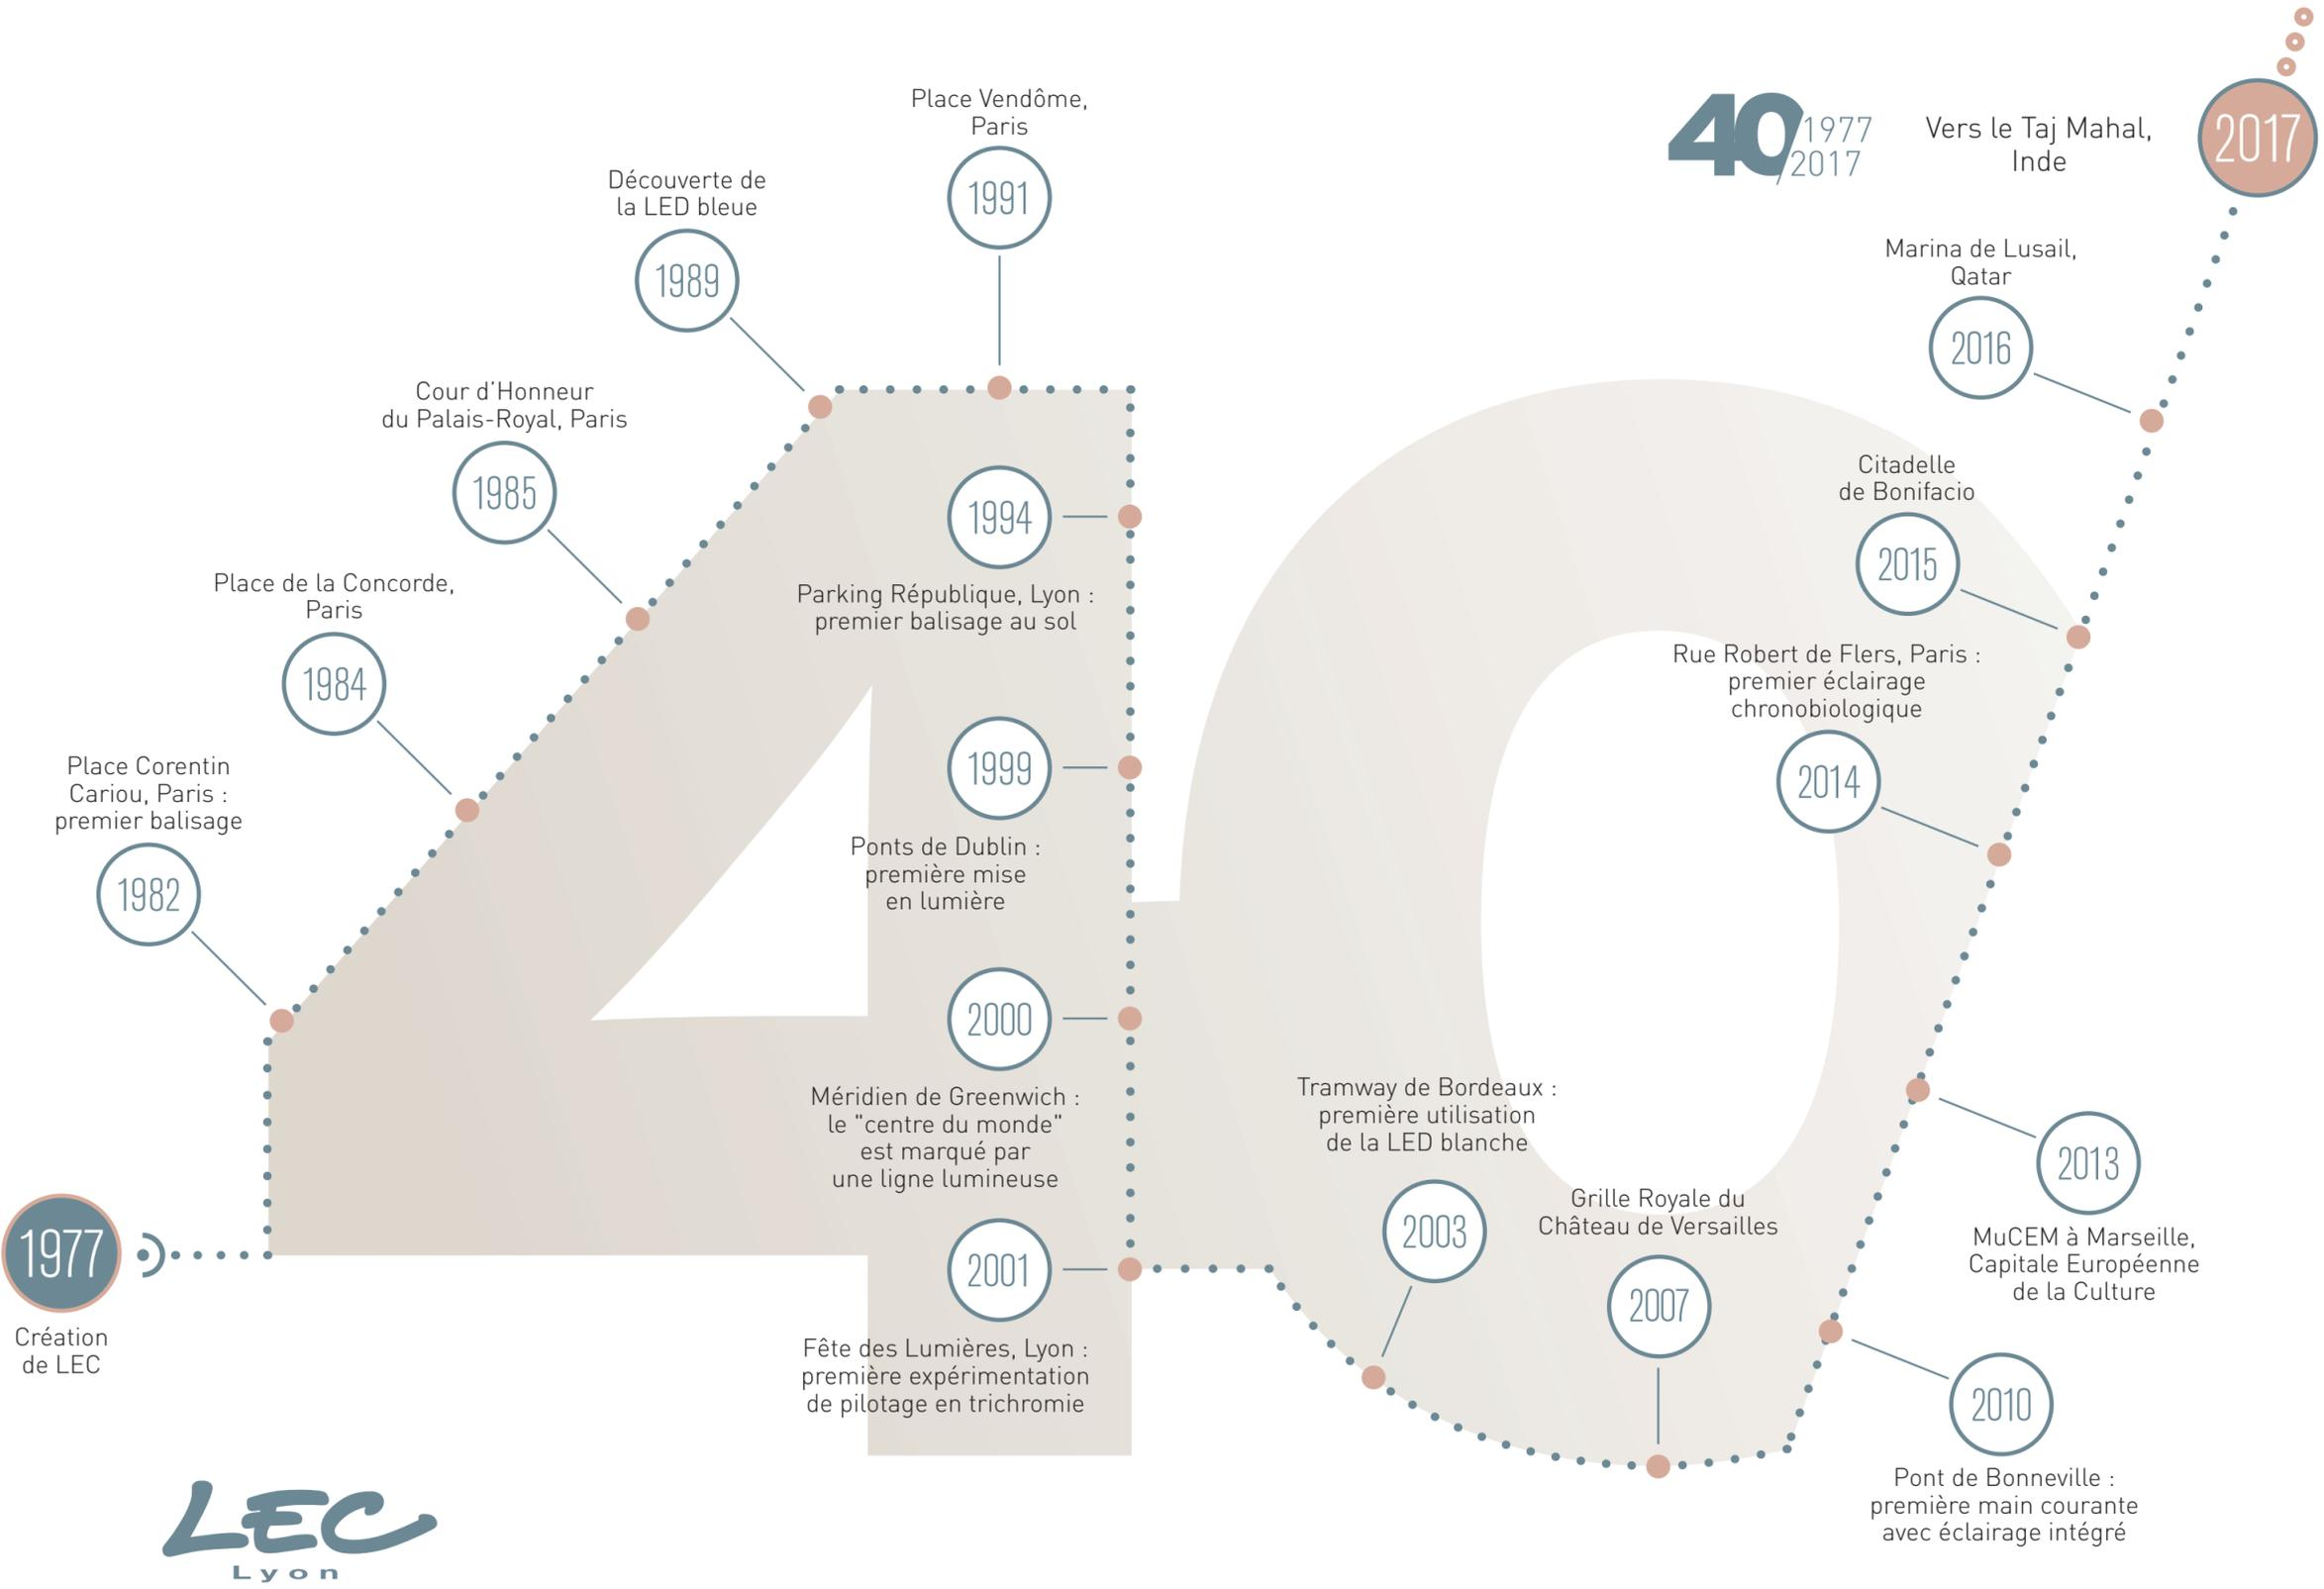 1977
Création
de LEC
Place Corentin
Cariou, Paris :
premier balisage
1982
Place de la Concorde,
Paris
1984
Cour d'Honneur
du Palais-Royal, Paris
1985
Découverte de
la LED bleue
1989
Place Vendôme,
Paris
1991
1994
Parking République, Lyon :
premier balisage au sol
1999
Ponts de Dublin :
première mise
en lumière
2000
Méridien de Greenwich :
le "centre du monde"
est marqué par
une ligne lumineuse
2001
Fête des Lumières, Lyon :
première expérimentation
de pilotage en trichromie
Tramway de Bordeaux :
première utilisation
de la LED blanche
2003
Grille Royale du
Château de Versailles
2007
2010
Pont de Bonneville :
première main courante
avec éclairage intégré
2013
MuCEM à Marseille,
Capitale Européenne
de la Culture
Rue Robert de Flers, Paris :
premier éclairage
chronobiologique
2014
Citadelle
de Bonifacio
2015
Marina de Lusail,
Qatar
2016
Vers le Taj Mahal,
Inde
2017
40
1977
/2017
40
LEC
Lyon